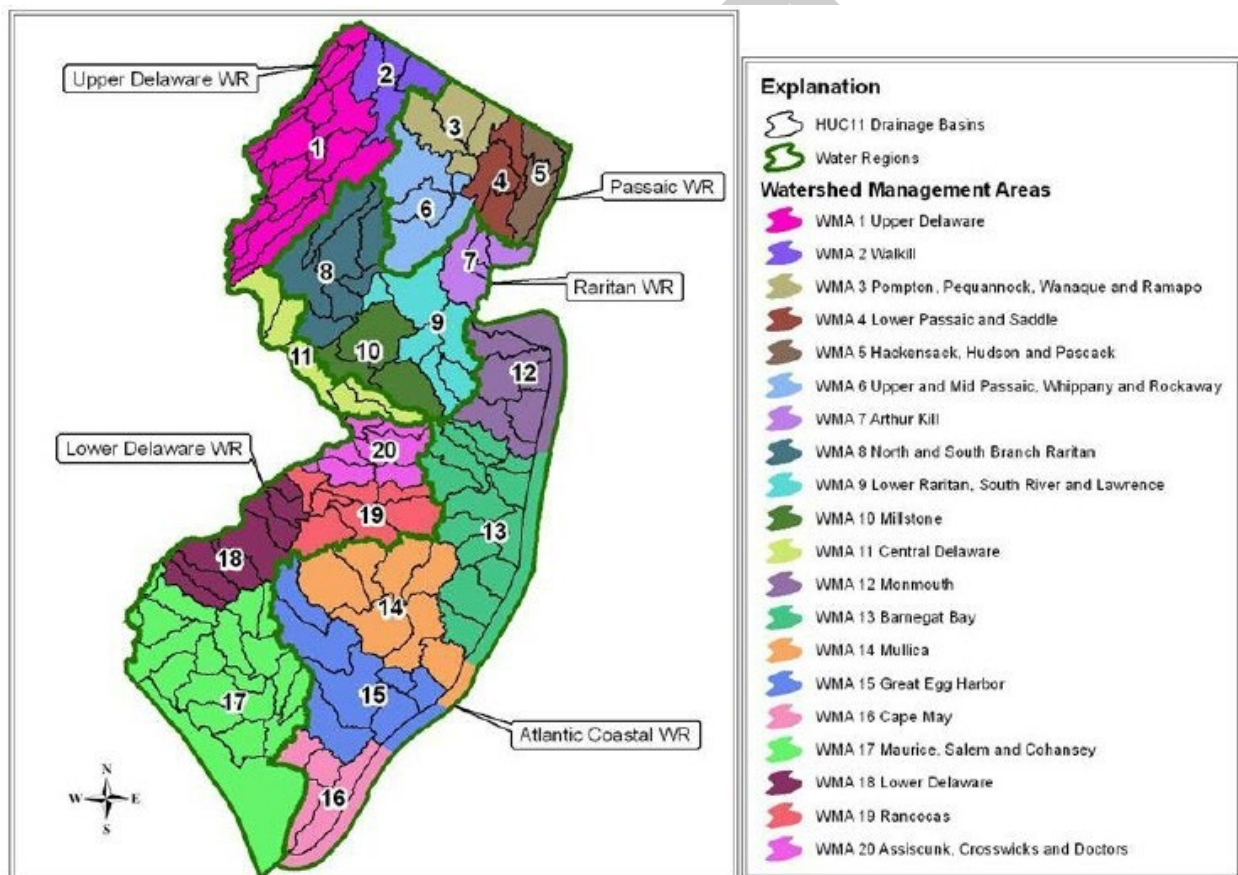 Upper Delaware WR
2
3
1
4
5
Passaic WR
6
7
8
Raritan WR
9
10
11
12
Lower Delaware WR
20
19
13
18
14
17
15
Atlantic Coastal WR
16
N
W E
S
Explanation
HUC11 Drainage Basins
Water Regions
Watershed Management Areas
WMA 1 Upper Delaware
WMA 2 Walkill
WMA 3 Pompton, Pequannock, Wanaque and Ramapo
WMA 4 Lower Passaic and Saddle
WMA 5 Hackensack, Hudson and Pascack
WMA 6 Upper and Mid Passaic, Whippany and Rockaway
WMA 7 Arthur Kill
WMA 8 North and South Branch Raritan
WMA 9 Lower Raritan, South River and Lawrence
WMA 10 Millstone
WMA 11 Central Delaware
WMA 12 Monmouth
WMA 13 Barnegat Bay
WMA 14 Mullica
WMA 15 Great Egg Harbor
WMA 16 Cape May
WMA 17 Maurice, Salem and Cohansey
WMA 18 Lower Delaware
WMA 19 Rancocas
WMA 20 Assiscunk, Crosswicks and Doctors